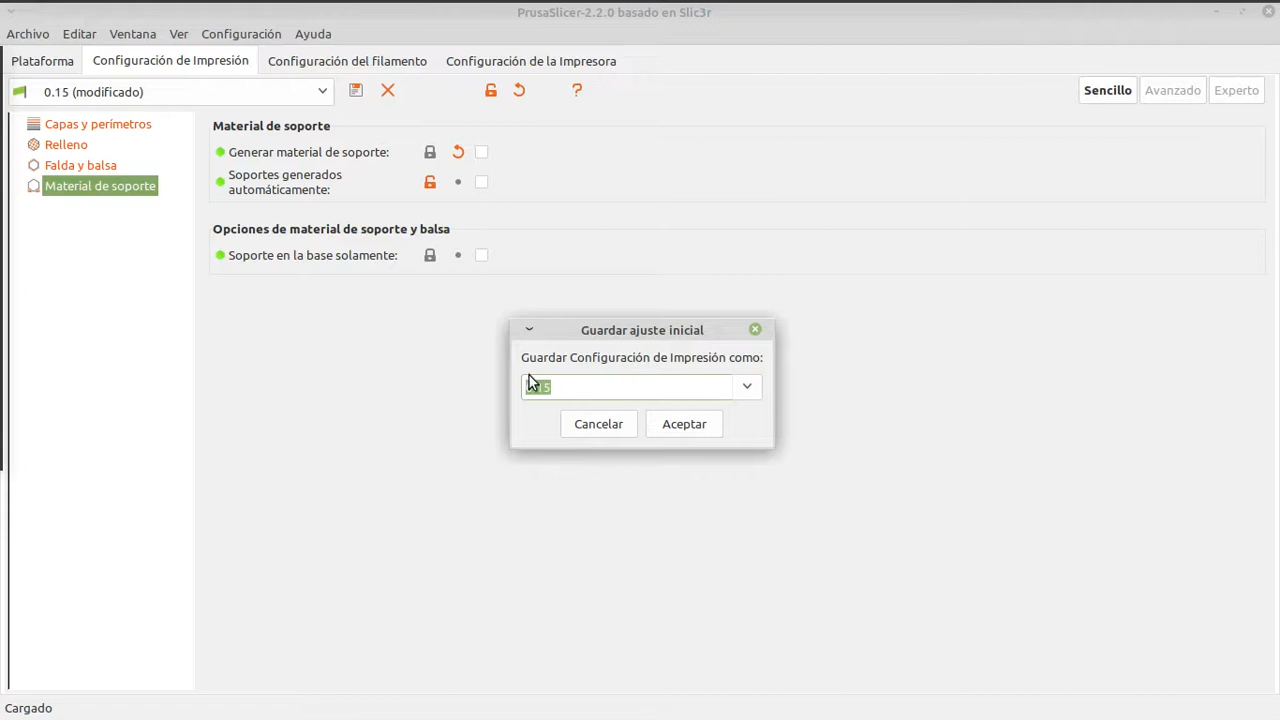 PrusaSlicer-2.2.0 basado en Slic3r
Archivo Editar Ventana Ver Configuración Ayuda
Plataforma Configuración de Impresión Configuración del filamento Configuración de la Impresora
0.15 (modificado) ? Sencillo Avanzado Experto
Capas y perímetros
Relleno
Falda y balsa
Material de soporte
Material de soporte
Generar material de soporte:
Soportes generados
automáticamente:
Opciones de material de soporte y balsa
Soporte en la base solamente:
Guardar ajuste inicial
Guardar Configuración de Impresión como:
Cancelar Aceptar
Cargado